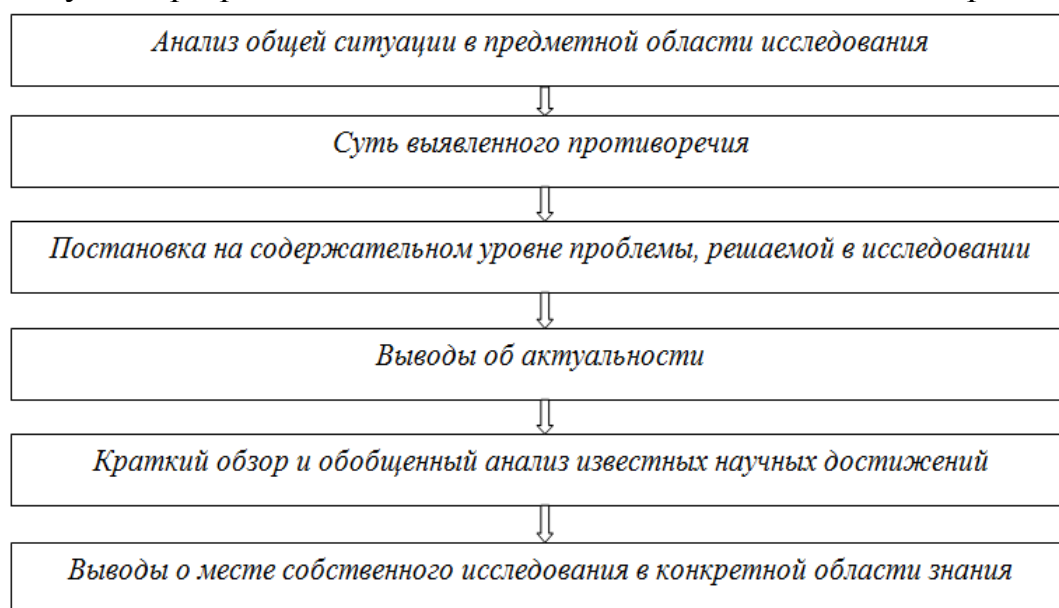 Анализ общей ситуации в предметной области исследования
Суть выявленного противоречия
Постановка на содержательном уровне проблемы, решаемой в исследовании
Выводы об актуальности
Краткий обзор и обобщенный анализ известных научных достижений
Выводы о месте собственного исследования в конкретной области знания